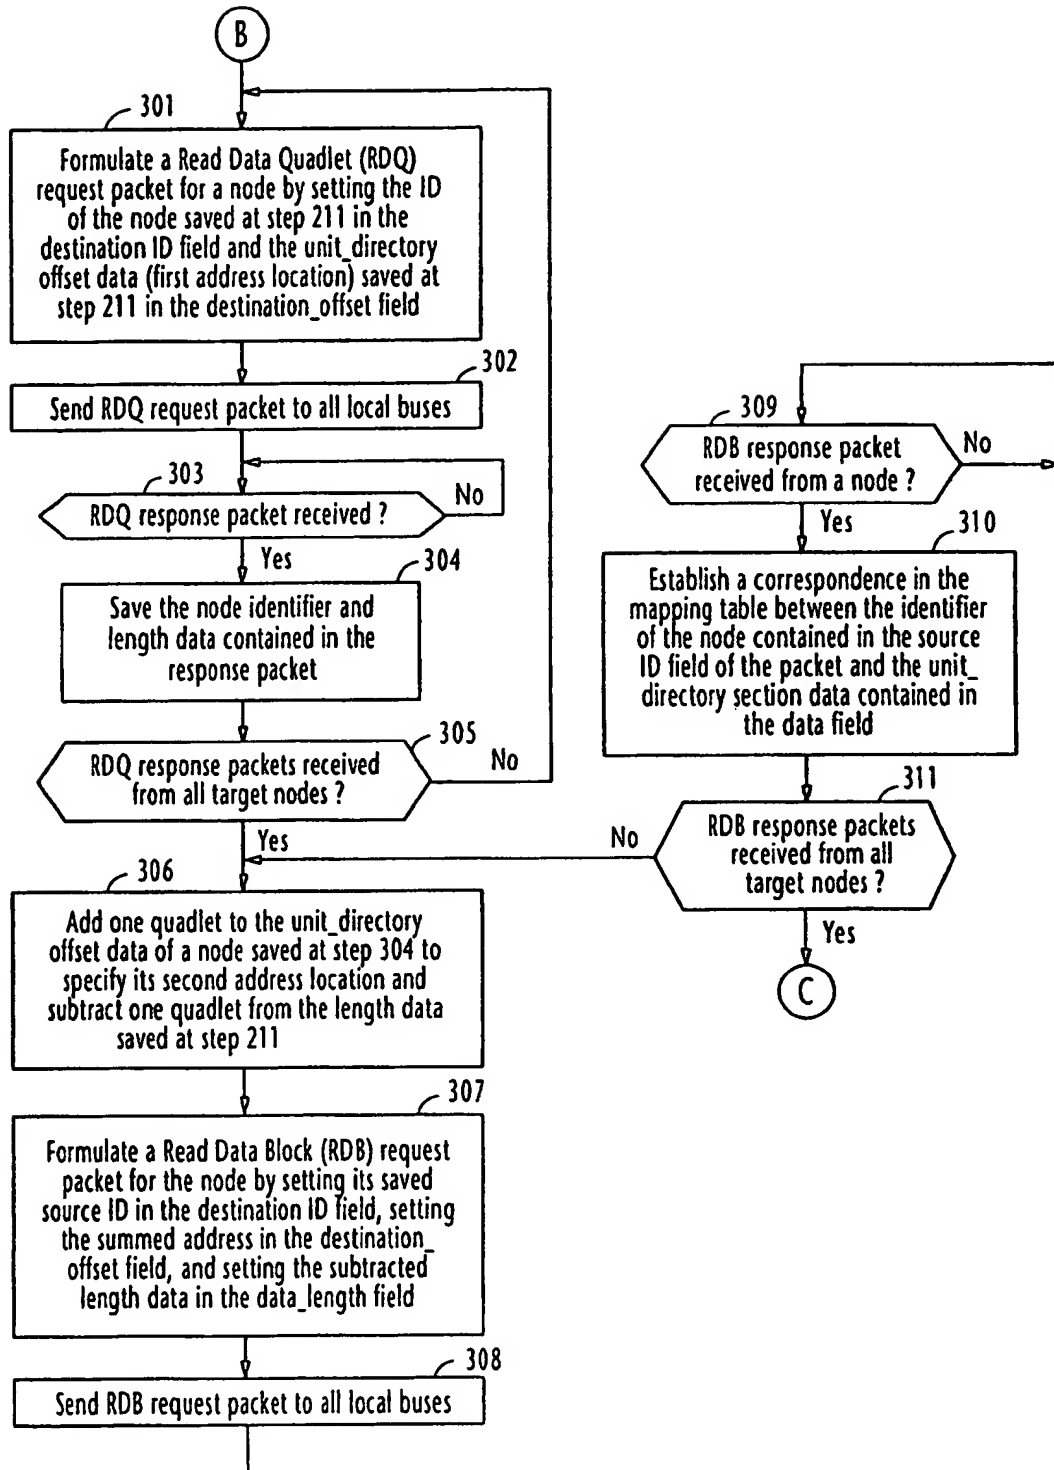 B
301
Formulate a Read Data Quadlet (RDQ)
request packet for a node by setting the ID
of the node saved at step 211 in the
destination ID field and the unit_directory
offset data (first address location) saved at
step 211 in the destination_offset field
302
Send RDQ request packet to all local buses
303
RDQ response packet received ?
No
Yes
304
Save the node identifier and
length data contained in the
response packet
305
RDQ response packets received
from all target nodes ?
No
Yes
306
Add one quadlet to the unit_directory
offset data of a node saved at step 304 to
specify its second address location and
subtract one quadlet from the length data
saved at step 211
307
Formulate a Read Data Block (RDB) request
packet for the node by setting its saved
source ID in the destination ID field, setting
the summed address in the destination_
offset field, and setting the subtracted
length data in the data_length field
308
Send RDB request packet to all local buses
309
RDB response packet
received from a node ?
No
Yes
310
Establish a correspondence in the
mapping table between the identifier
of the node contained in the source
ID field of the packet and the unit_
directory section data contained in
the data field
311
RDB response packets
received from all
target nodes ?
No
Yes
C